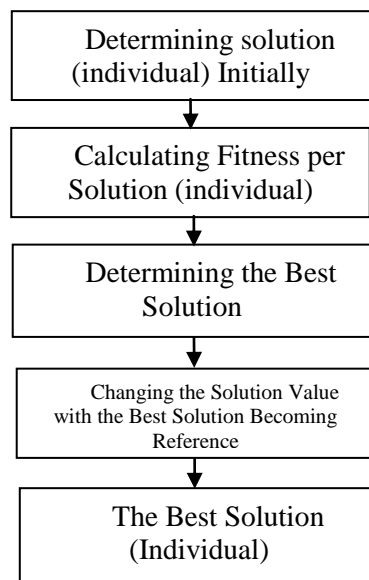 Determining solution
(individual) Initially
Calculating Fitness per
Solution (individual)
Determining the Best
Solution
Changing the Solution Value
with the Best Solution Becoming
Reference
The Best Solution
(Individual)